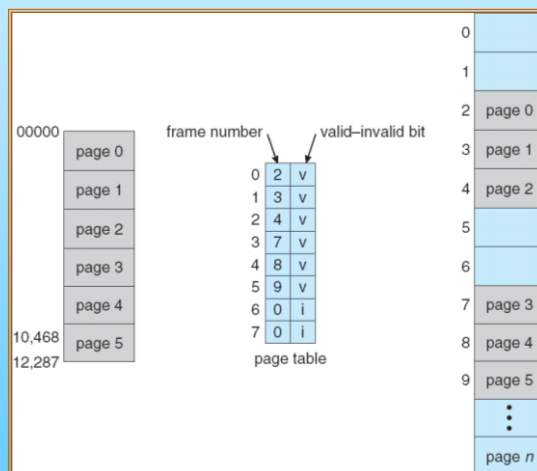 00000
page 0
page 1
page 2
page 3
page 4
page 5
10,468
12,287
frame number
valid–invalid bit
0 2 v
1 3 v
2 4 v
3 7 v
4 8 v
5 9 v
6 0 i
7 0 i
page table
0
1
2 page 0
3 page 1
4 page 2
5
6
7 page 3
8 page 4
9 page 5
page n